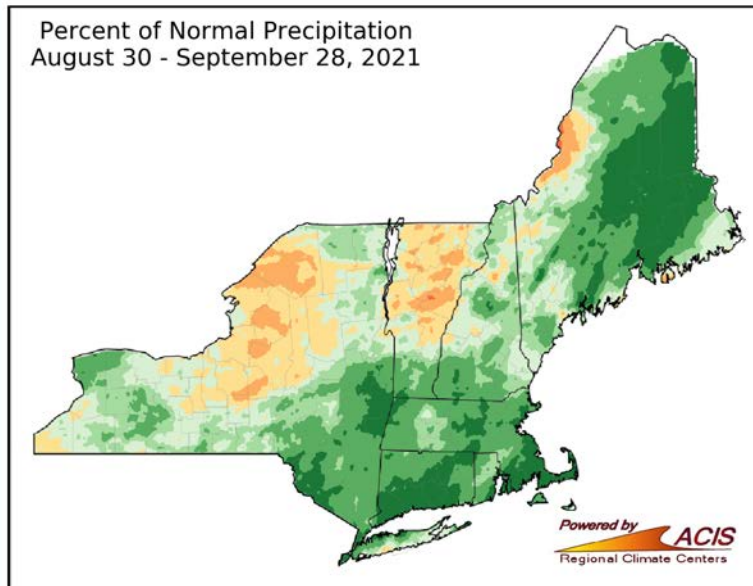 Percent of Normal Precipitation
August 30 - September 28, 2021
Powered by
ACIS
Regional Climate Centers